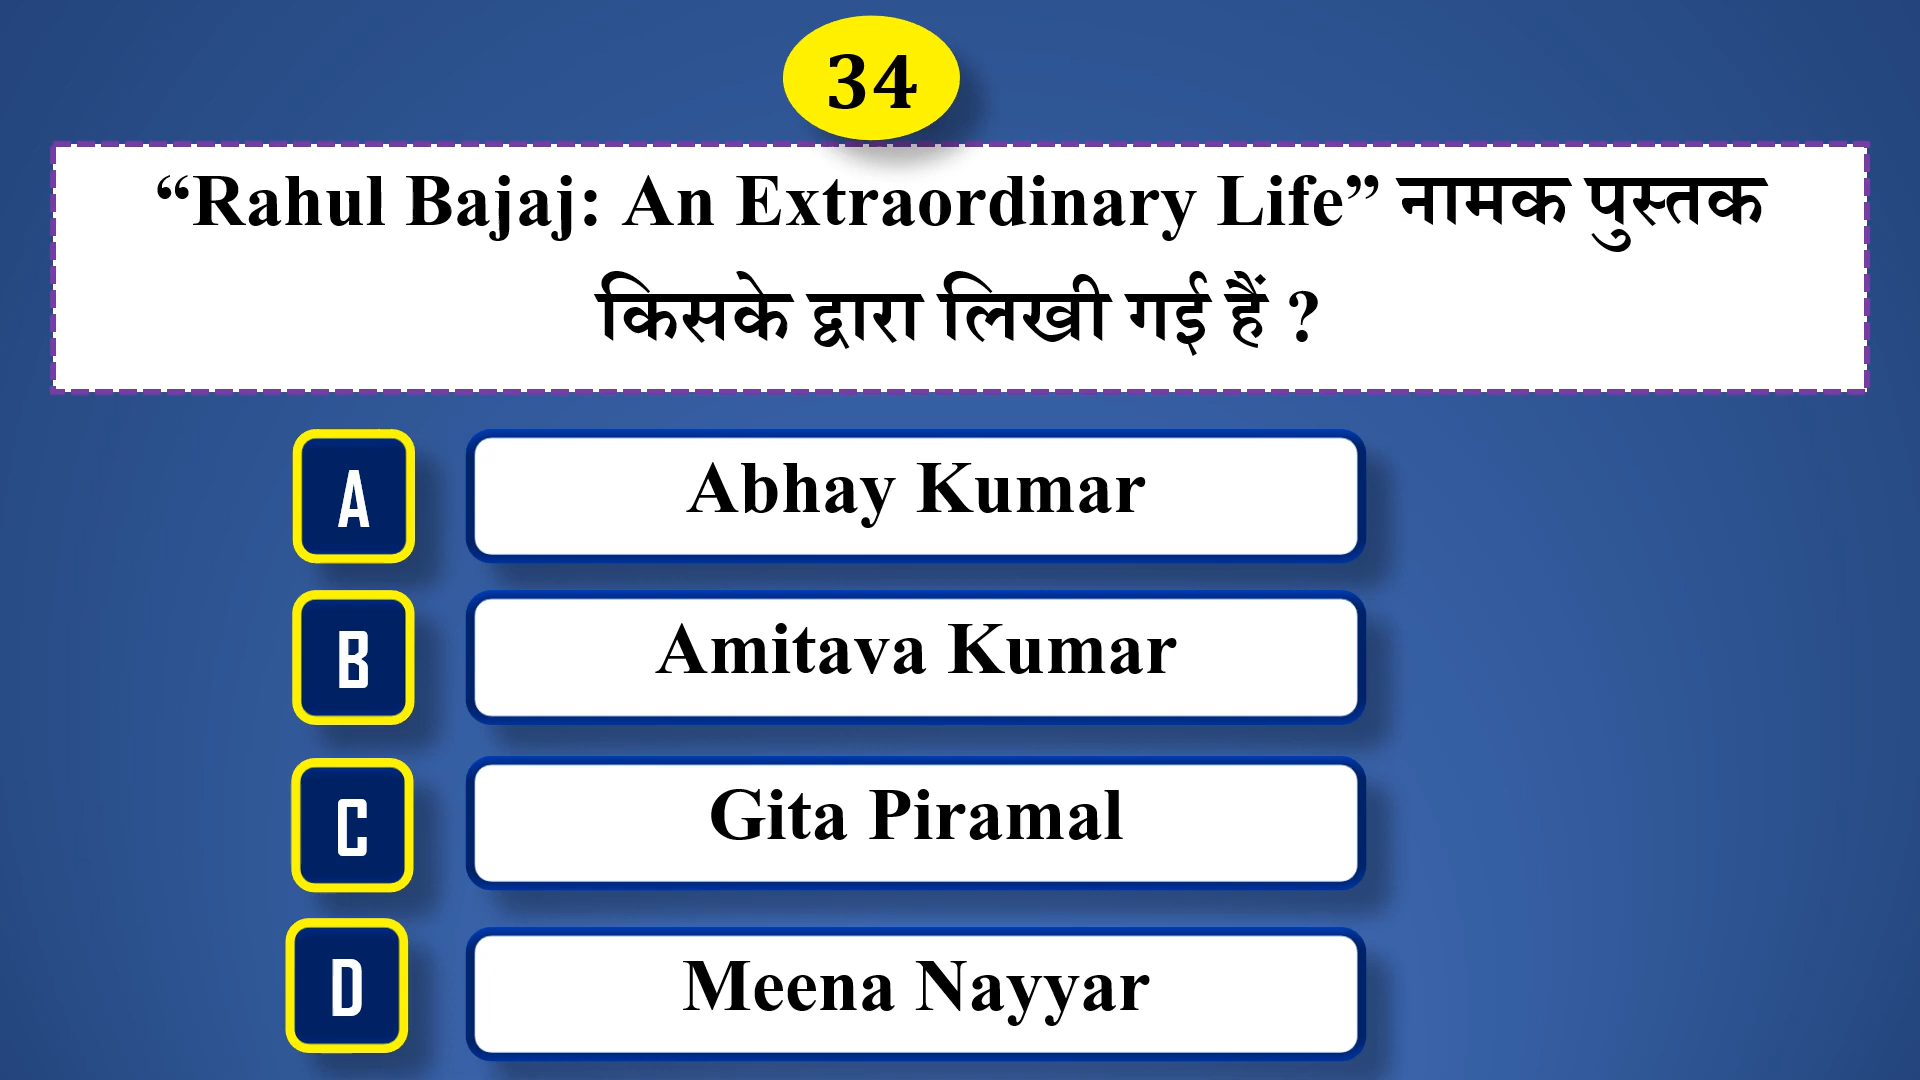 34
“Rahul Bajaj: An Extraordinary Life” नामक पुस्तक
किसके द्वारा लिखी गई हैं ?
A
Abhay Kumar
B
Amitava Kumar
C
Gita Piramal
D
Meena Nayyar